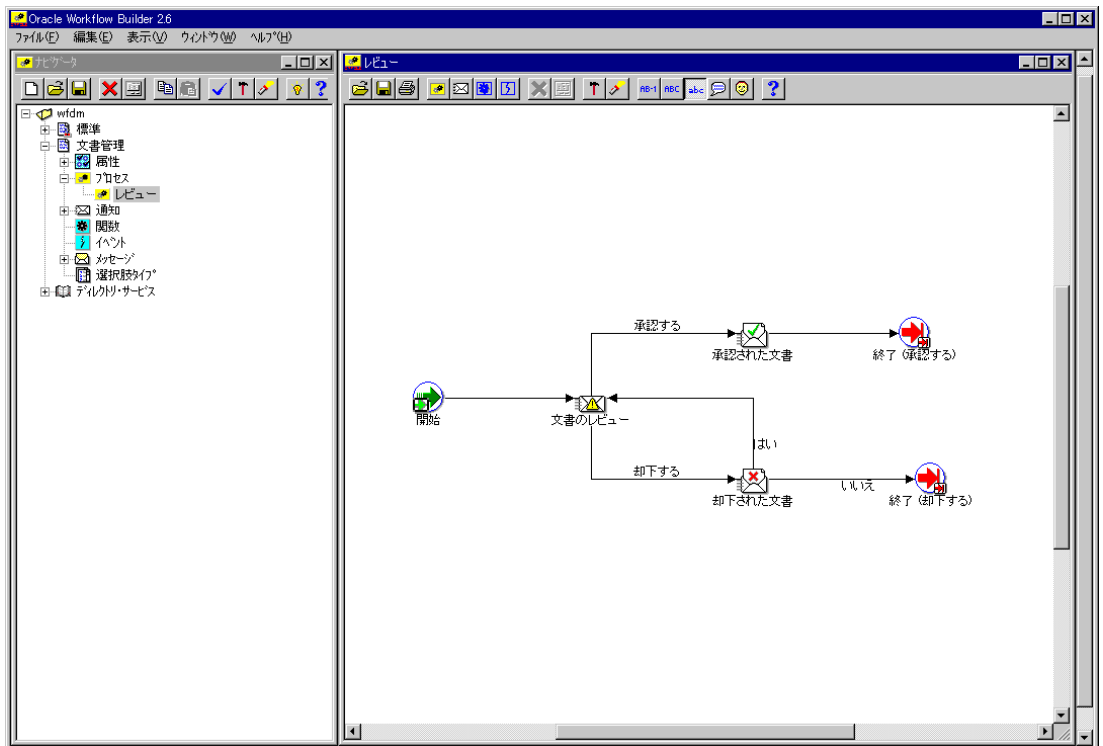 Oracle Workflow Builder 2.6
ファイル(F) 編集(E) 表示(V) ウィンドウ(W) ヘルプ(H)
ナビゲータ
wfdm
標準
文書管理
属性
プロセス
レビュー
通知
関数
イベント
メッセージ
選択肢タイプ
ディレクトリ・サービス
レビュー
AB-1 ABC abc
承認する
承認された文書
終了 (承認する)
開始
文書のレビュー
はい
却下する
いいえ
却下された文書
終了 (却下する)